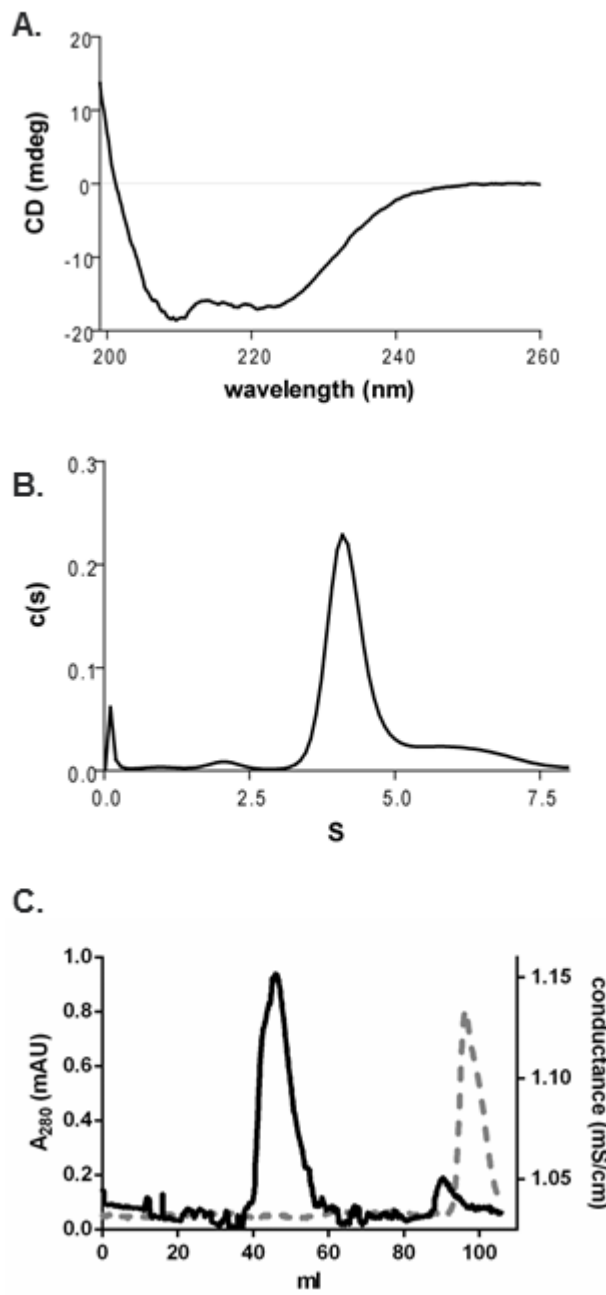 A.
20
10
0
-10
-20
CD (mdeg)
200 220 240 260
wavelength (nm)
B.
0.3
0.2
0.1
0.0
c(s)
0.0 2.5 5.0 7.5
S
C.
1.0
0.8
0.6
0.4
0.2
0.0
A280 (mAU)
1.15
1.10
1.05
conductance (mS/cm)
0 20 40 60 80 100
ml